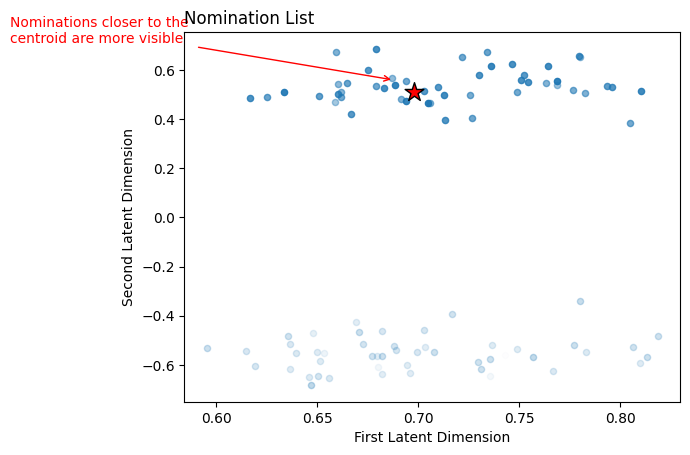 Nominations closer to the
centroid are more visible
Nomination List
Second Latent Dimension
0.6
0.4
0.2
0.0
−0.2
−0.4
−0.6
0.60
0.65
0.70
0.75
0.80
First Latent Dimension